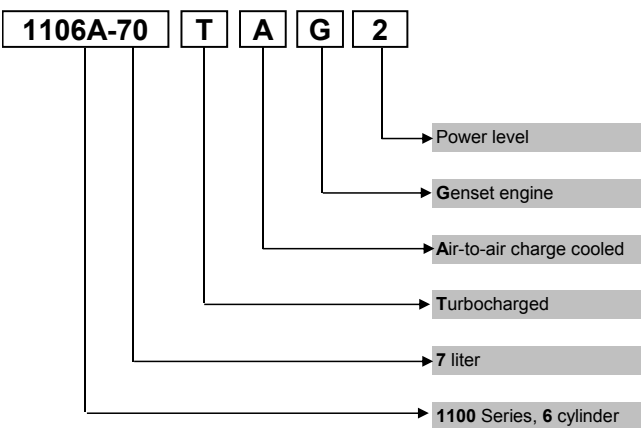 1106A-70 T A G 2
Power level
Genset engine
Air-to-air charge cooled
Turbocharged
7 liter
1100 Series, 6 cylinder